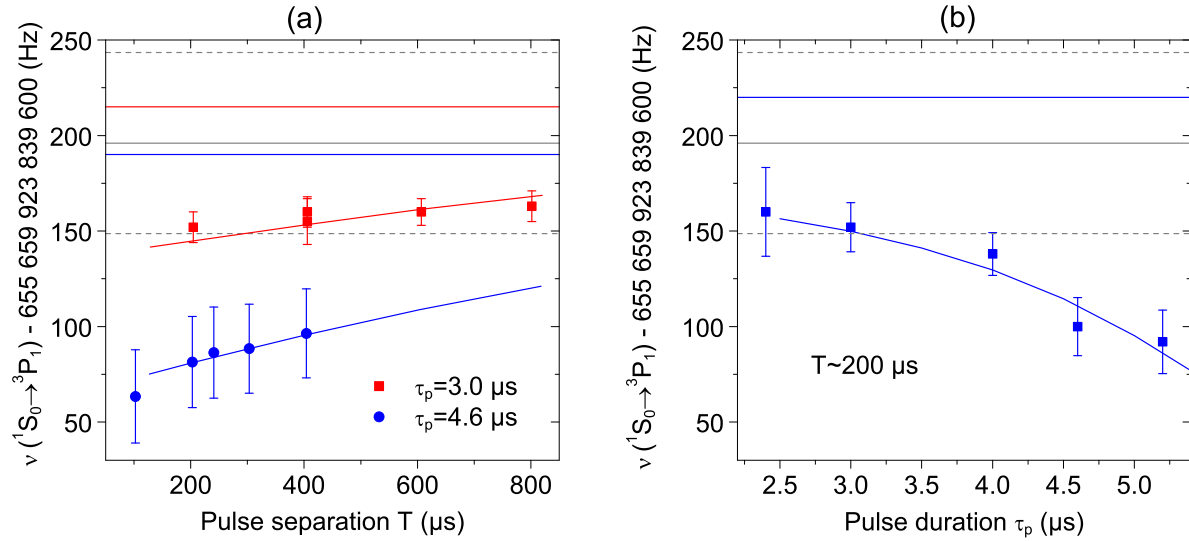 (a)
ν (¹S₀→³P₁) - 655 659 923 839 600 (Hz)
250
200
150
100
50
τₚ=3.0 µs
τₚ=4.6 µs
200 400 600 800
Pulse separation T (µs)
(b)
ν (¹S₀→³P₁) - 655 659 923 839 600 (Hz)
250
200
150
100
50
T~200 µs
2.5 3.0 3.5 4.0 4.5 5.0
Pulse duration τₚ (µs)